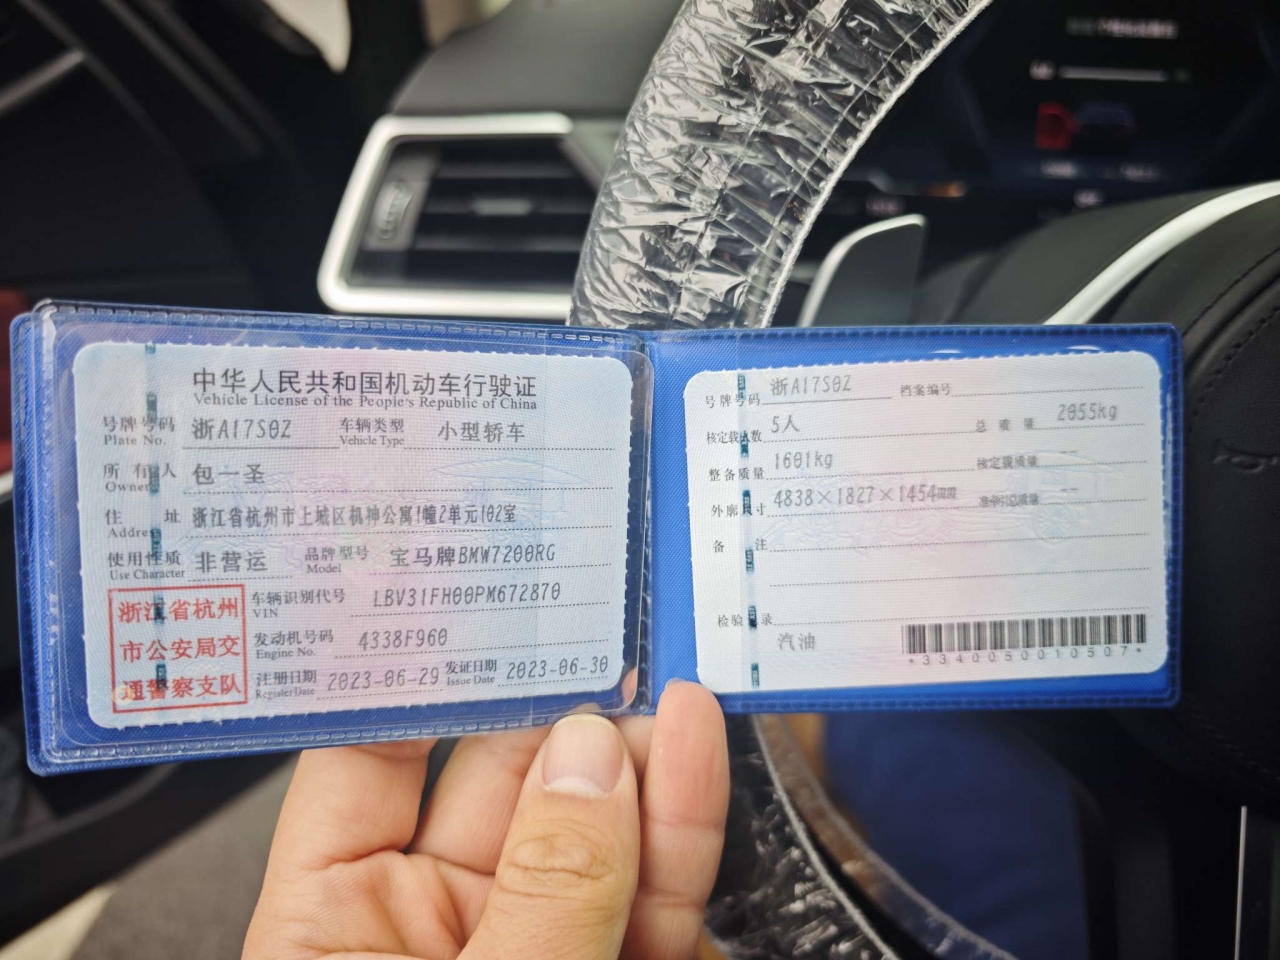 中华人民共和国机动车行驶证
Vehicle License of the People's Republic of China
号牌号码 浙A17S0Z 车辆类型 小型轿车
Plate No. Vehicle Type
所有人 包一圣
Owner
住址 浙江省杭州市上城区机神公寓1幢2单元102室
Address
使用性质 非营运 品牌型号 宝马牌BMW7200RG
Use Character Model
浙江省杭州
市公安局交
通警察支队
车辆识别代号 LBV31FH00PM672870
VIN
发动机号码 4338F960
Engine No.
注册日期 2023-06-29 发证日期 2023-06-30
Register Date Issue Date
号牌号码 浙A17S0Z 档案编号
核定载人数 5人 总质量 2055kg
整备质量 1601kg 核定载质量 --
外廓尺寸 4838×1827×1454mm 准牵引总质量 --
备注
检验记录
汽油
*3340050010507*